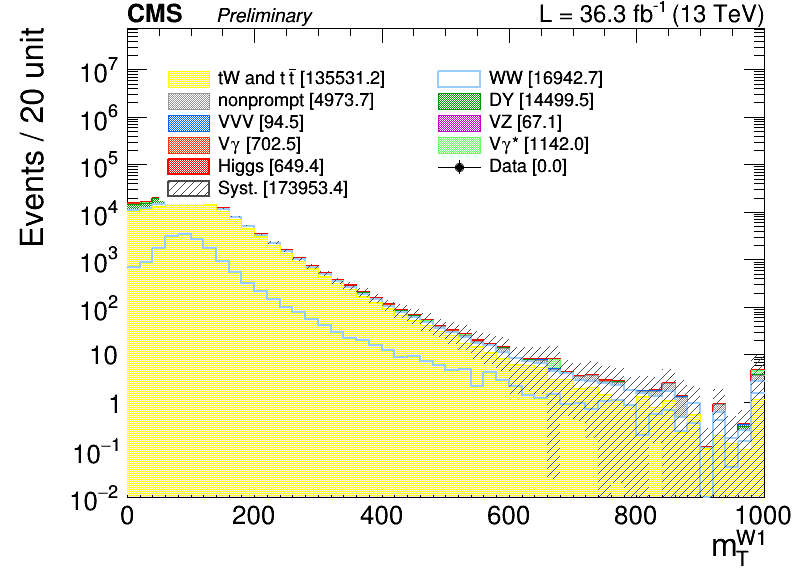 CMS Preliminary L = 36.3 fb⁻¹ (13 TeV)
Events / 20 unit
10⁷
10⁶
10⁵
10⁴
10³
10²
10
1
10⁻¹
10⁻²
tW and tt̅ [135531.2]
nonprompt [4973.7]
VVV [94.5]
Vγ [702.5]
Higgs [649.4]
Syst. [173953.4]
WW [16942.7]
DY [14499.5]
VZ [67.1]
Vγ* [1142.0]
Data [0.0]
0 200 400 600 800 1000
m_T^W1